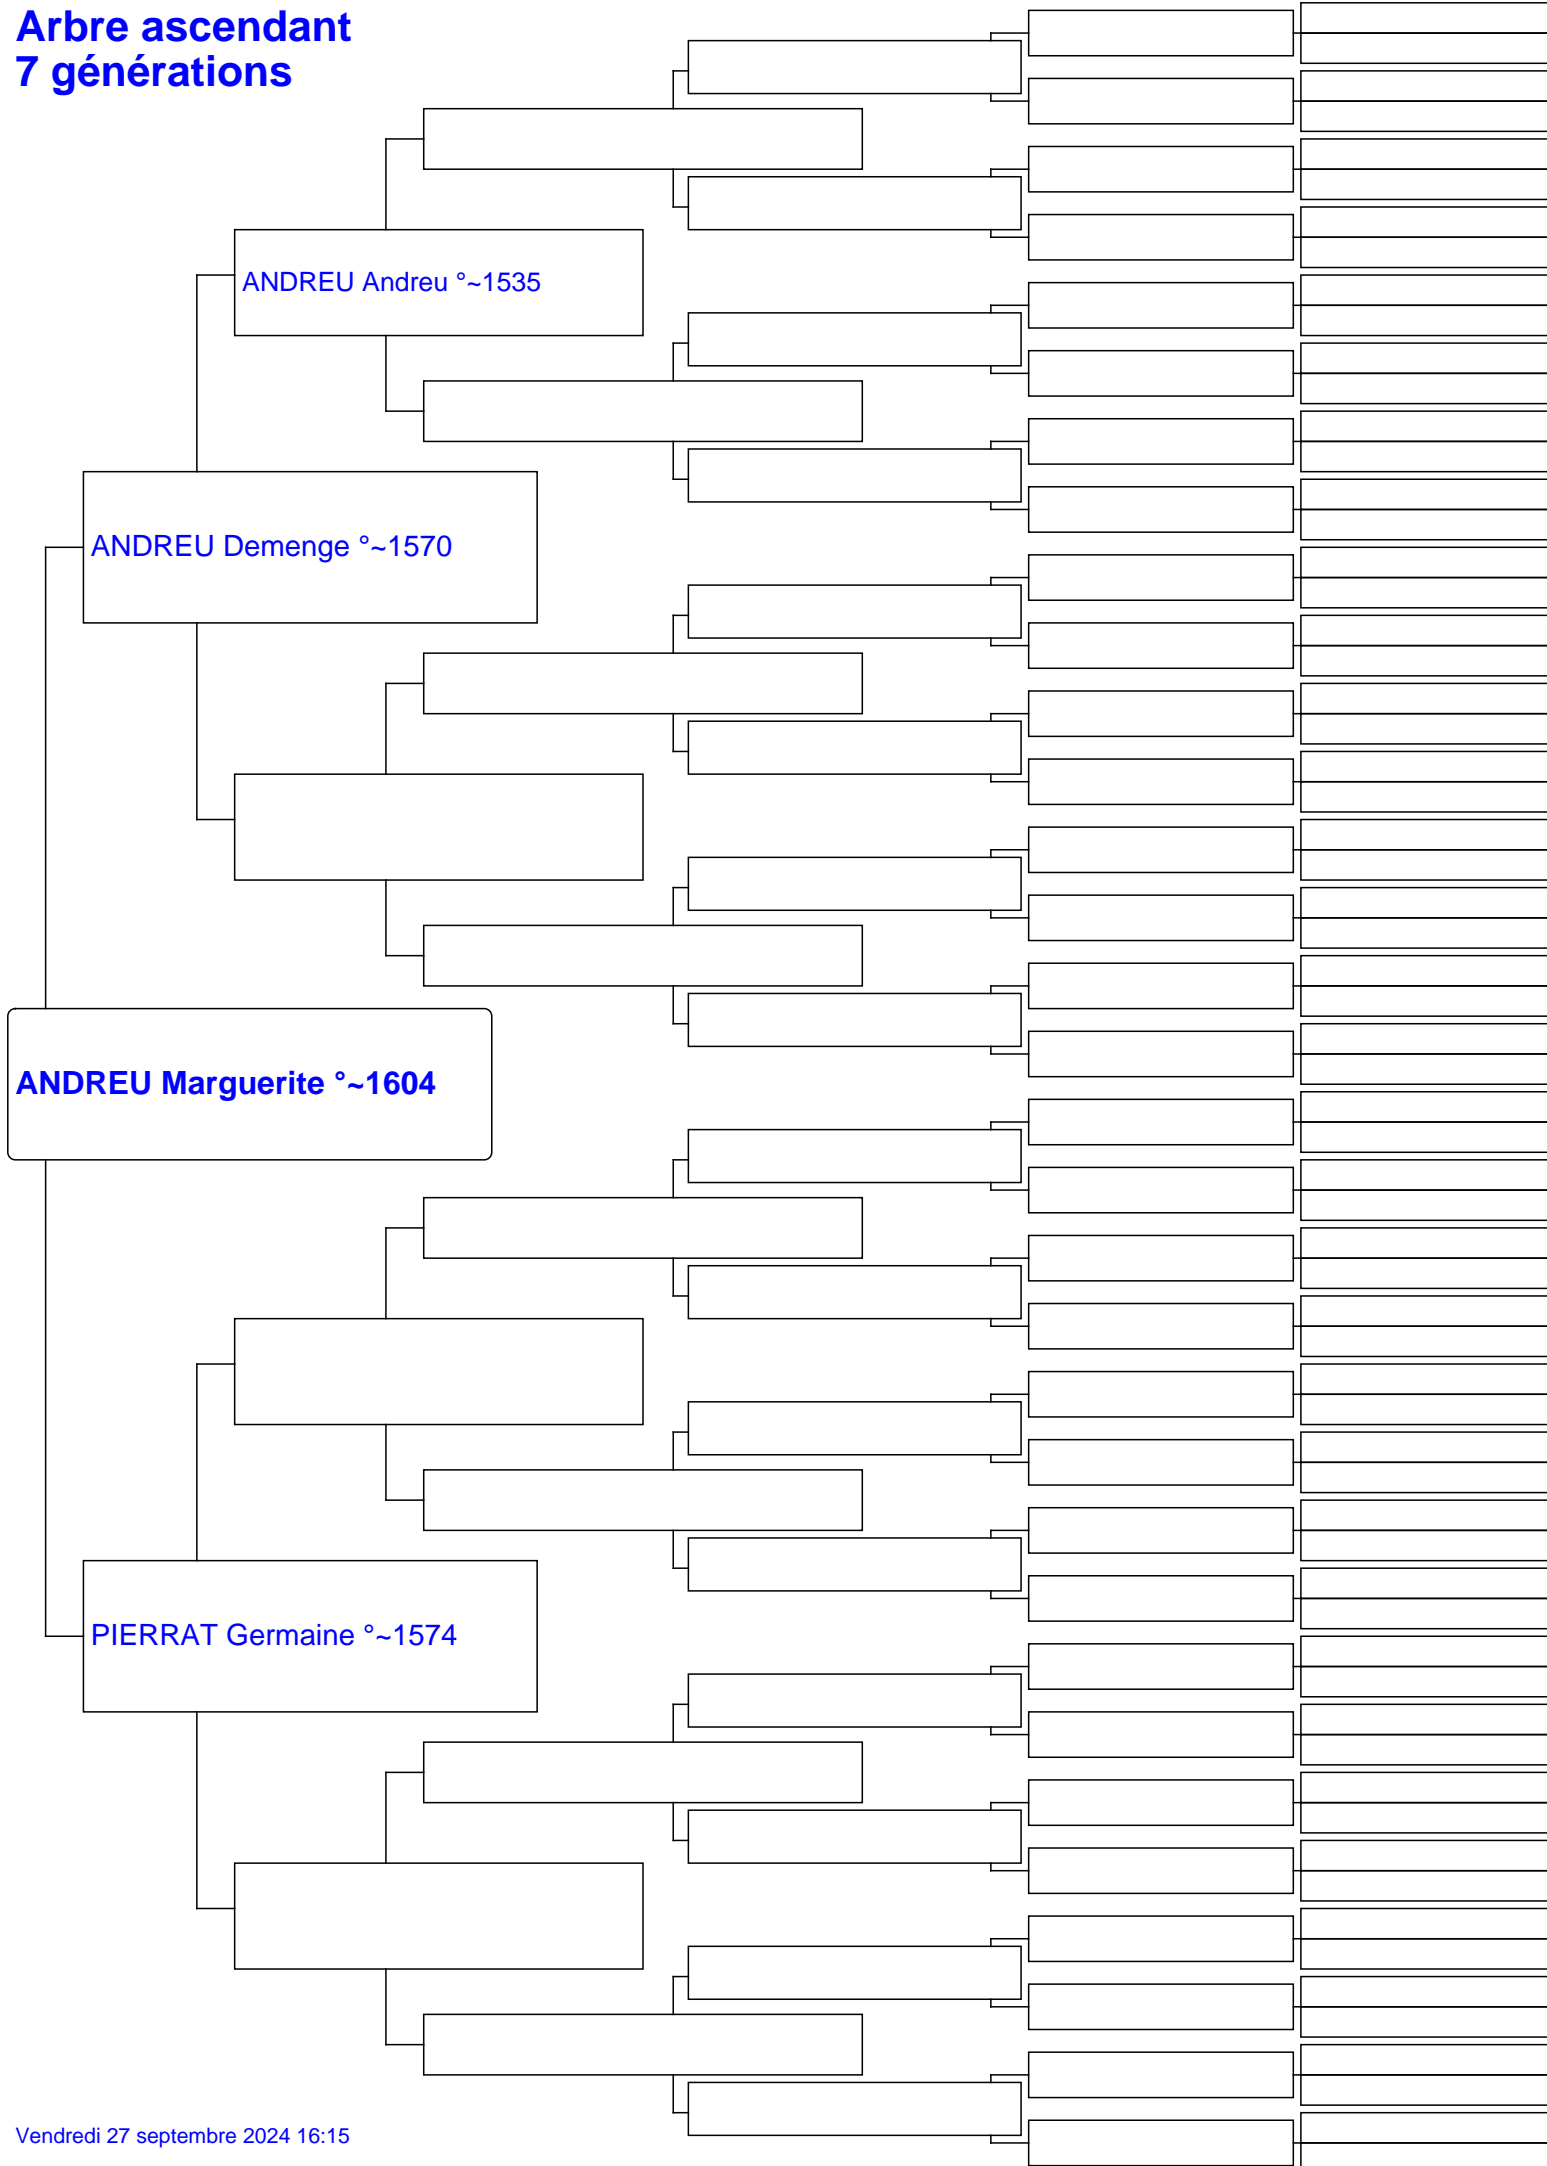 Arbre ascendant
7 générations
ANDREU Andreu °~1535
ANDREU Demenge °~1570
ANDREU Marguerite °~1604
PIERRAT Germaine °~1574
Vendredi 27 septembre 2024 16:15